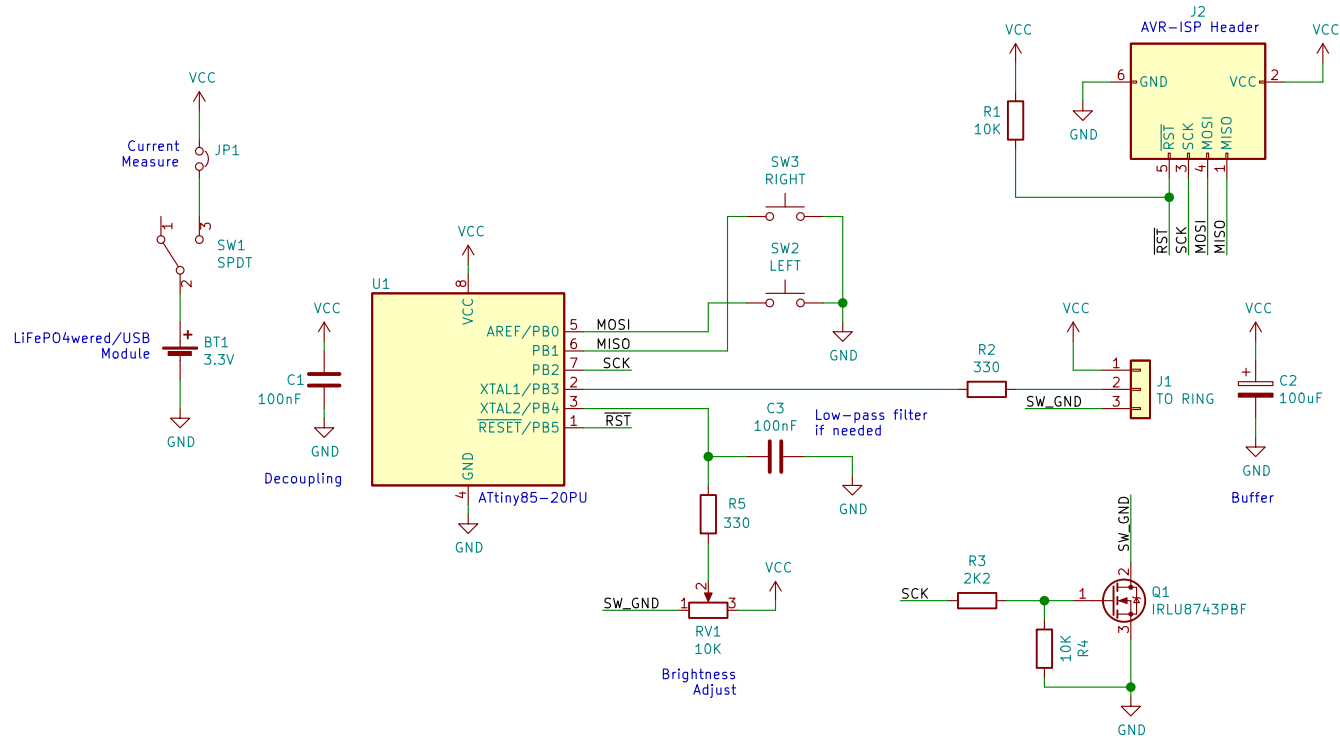 J2
AVR-ISP Header
VCC
VCC
6
GND
VCC
2
GND
R1
10K
RST
SCK
MOSI
MISO
5
3
4
1
RST
SCK
MOSI
MISO
VCC
Current
Measure
JP1
1
3
SW1
SPDT
2
LiFePO4wered/USB
Module
+
BT1
3.3V
GND
VCC
C1
100nF
GND
Decoupling
VCC
U1
8
VCC
AREF/PB0
5
MOSI
PB1
6
MISO
PB2
7
SCK
XTAL1/PB3
2
XTAL2/PB4
3
RESET/PB5
1
RST
GND
4
ATtiny85-20PU
GND
SW3
RIGHT
SW2
LEFT
GND
R2
330
VCC
1
2
3
SW_GND
J1
TO RING
VCC
+
C2
100uF
GND
Buffer
C3
100nF
Low-pass filter
if needed
GND
R5
330
VCC
SW_GND
1
2
3
RV1
10K
Brightness
Adjust
SW_GND
SCK
R3
2K2
1
2
3
Q1
IRLU8743PBF
10K
R4
GND